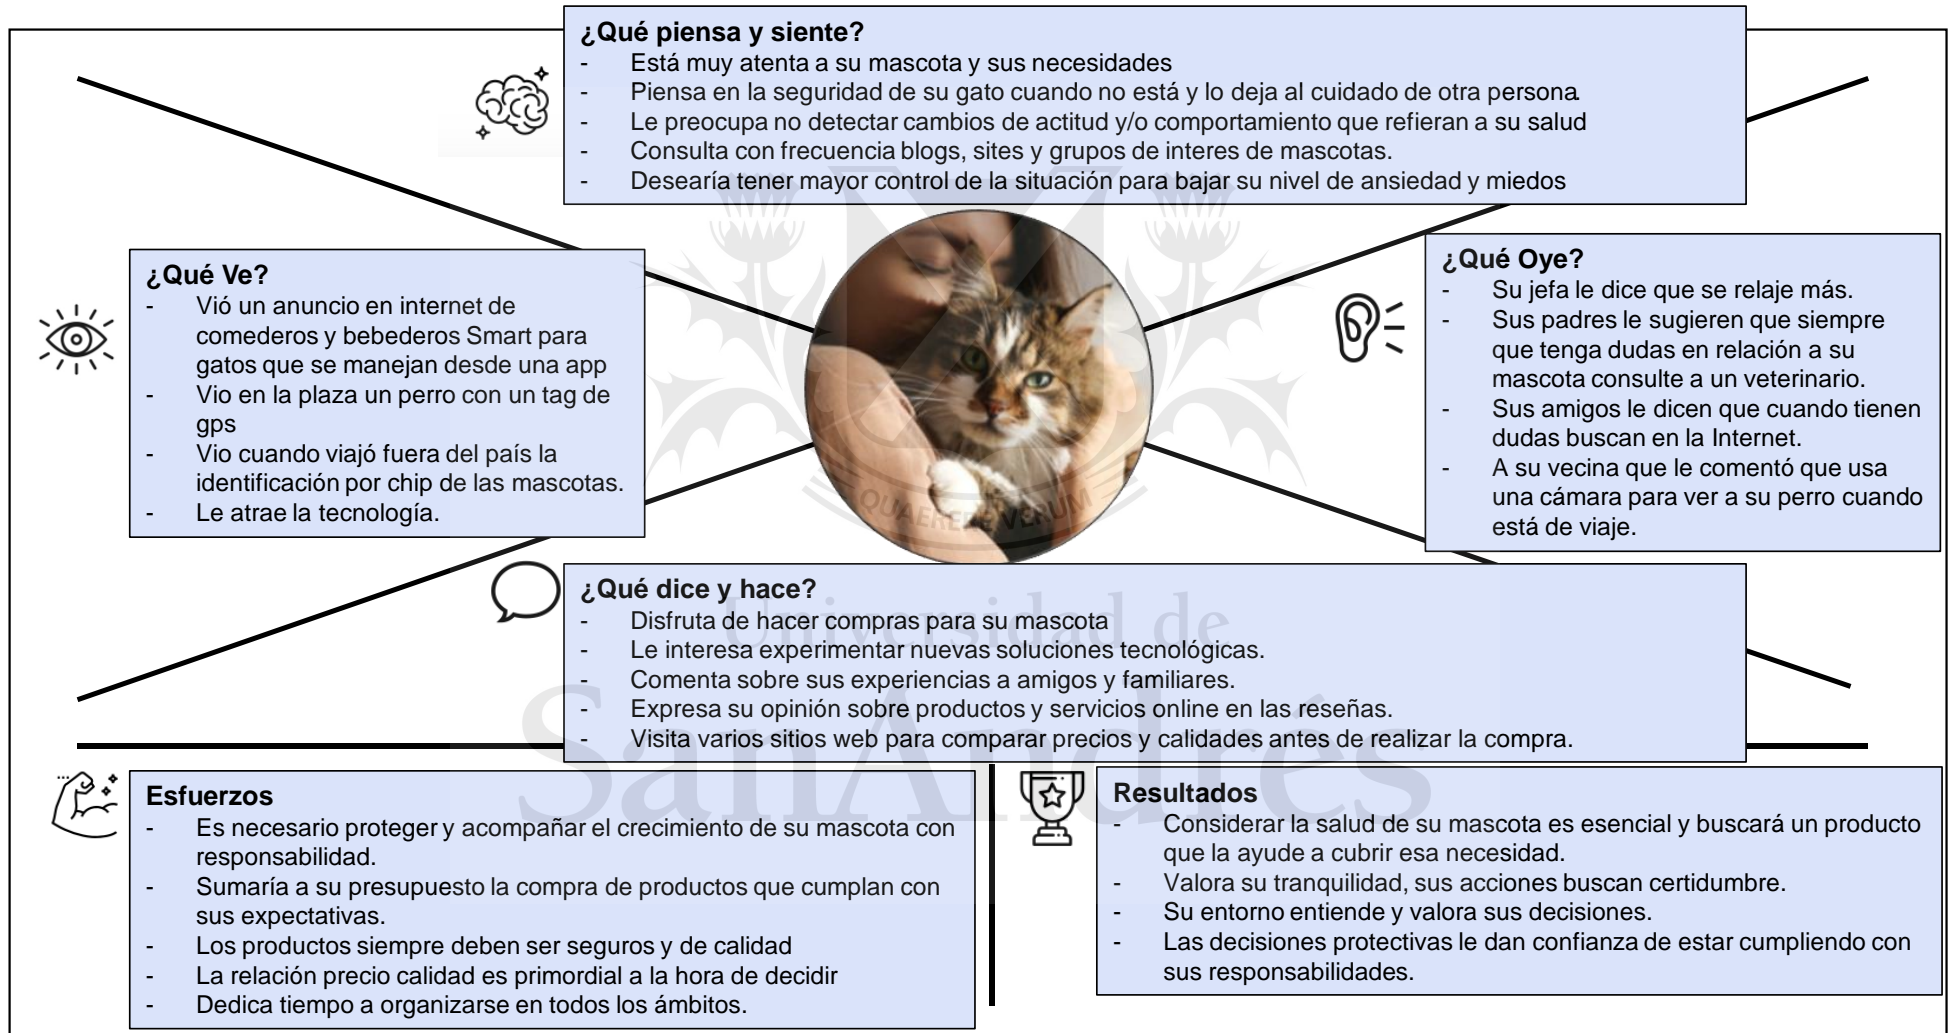 ¿Qué piensa y siente?
- Está muy atenta a su mascota y sus necesidades
- Piensa en la seguridad de su gato cuando no está y lo deja al cuidado de otra persona.
- Le preocupa no detectar cambios de actitud y/o comportamiento que refieran a su salud
- Consulta con frecuencia blogs, sites y grupos de interes de mascotas.
- Desearía tener mayor control de la situación para bajar su nivel de ansiedad y miedos
¿Qué Ve?
- Vió un anuncio en internet de
comederos y bebederos Smart para
gatos que se manejan desde una app
- Vio en la plaza un perro con un tag de
gps
- Vio cuando viajó fuera del país la
identificación por chip de las mascotas.
- Le atrae la tecnología.
¿Qué Oye?
- Su jefa le dice que se relaje más.
- Sus padres le sugieren que siempre
que tenga dudas en relación a su
mascota consulte a un veterinario.
- Sus amigos le dicen que cuando tienen
dudas buscan en la Internet.
- A su vecina que le comentó que usa
una cámara para ver a su perro cuando
está de viaje.
QUAERERE VERUM
¿Qué dice y hace?
- Disfruta de hacer compras para su mascota
- Le interesa experimentar nuevas soluciones tecnológicas.
- Comenta sobre sus experiencias a amigos y familiares.
- Expresa su opinión sobre productos y servicios online en las reseñas.
- Visita varios sitios web para comparar precios y calidades antes de realizar la compra.
Universidad de
SanAndrés
Esfuerzos
- Es necesario proteger y acompañar el crecimiento de su mascota con
responsabilidad.
- Sumaría a su presupuesto la compra de productos que cumplan con
sus expectativas.
- Los productos siempre deben ser seguros y de calidad
- La relación precio calidad es primordial a la hora de decidir
- Dedica tiempo a organizarse en todos los ámbitos.
Resultados
- Considerar la salud de su mascota es esencial y buscará un producto
que la ayude a cubrir esa necesidad.
- Valora su tranquilidad, sus acciones buscan certidumbre.
- Su entorno entiende y valora sus decisiones.
- Las decisiones protectivas le dan confianza de estar cumpliendo con
sus responsabilidades.